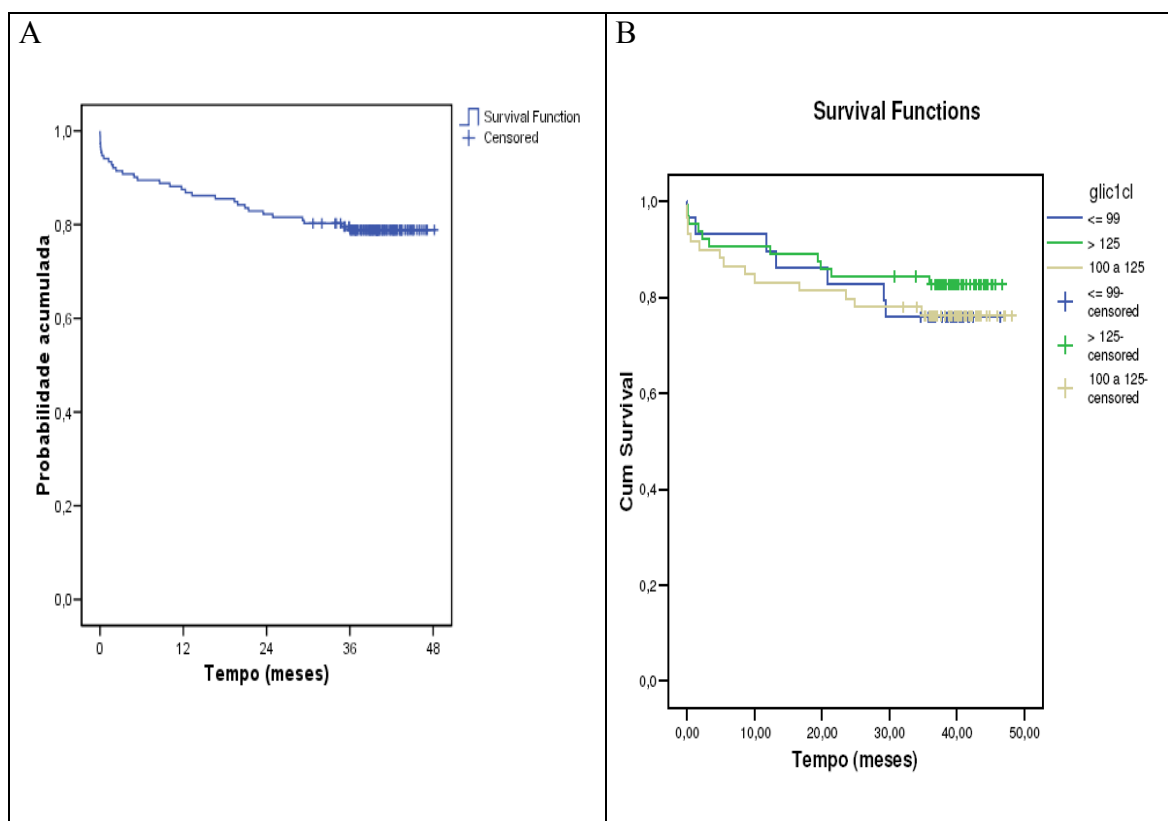 A
Survival Function
Censored
1,0
0,8
0,6
0,4
0,2
0,0
Probabilidade acumulada
0 12 24 36 48
Tempo (meses)
B
Survival Functions
glic1cl
<= 99
> 125
100 a 125
<= 99-
censored
> 125-
censored
100 a 125-
censored
1,0
0,8
0,6
0,4
0,2
0,0
Cum Survival
0,00 10,00 20,00 30,00 40,00 50,00
Tempo (meses)